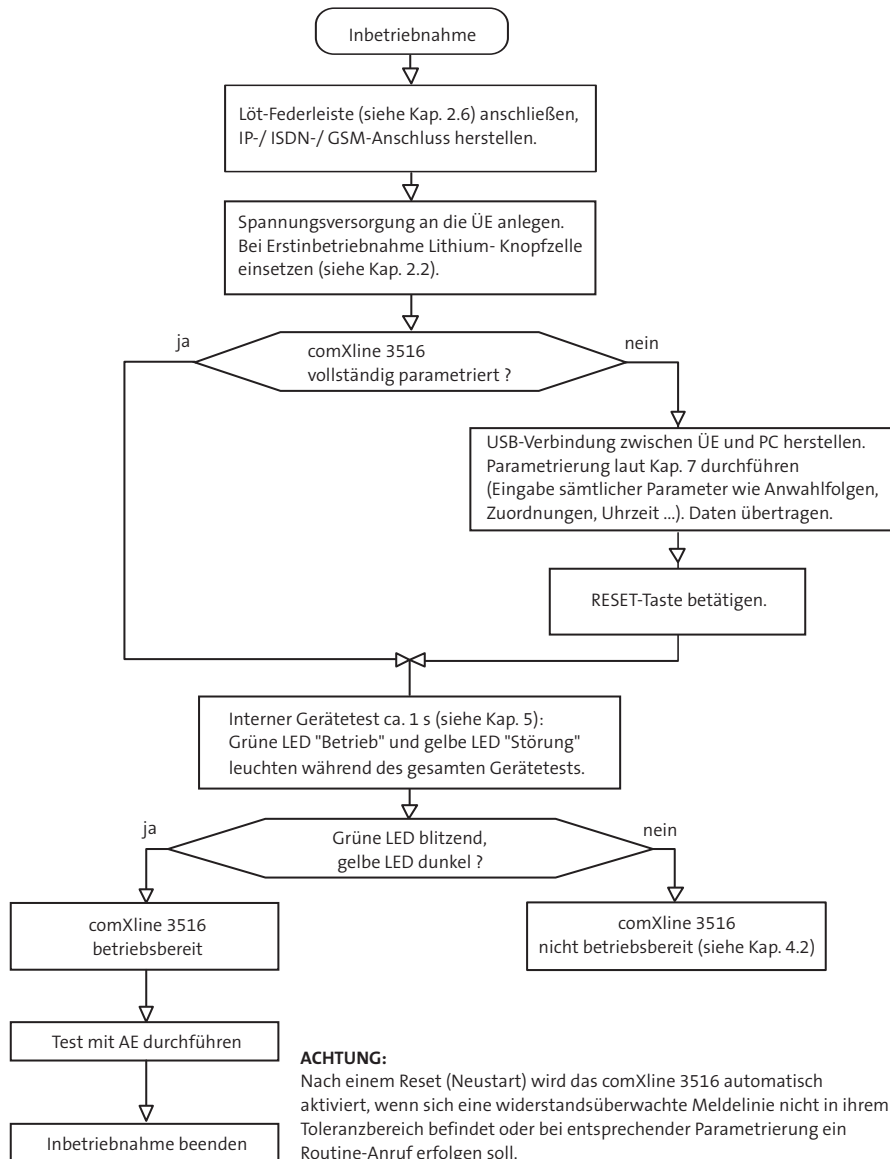 Inbetriebnahme
Löt-Federleiste (siehe Kap. 2.6) anschließen,
IP-/ ISDN-/ GSM-Anschluss herstellen.
Spannungsversorgung an die ÜE anlegen.
Bei Erstinbetriebnahme Lithium- Knopfzelle
einsetzen (siehe Kap. 2.2).
ja
nein
comXline 3516
vollständig parametriert ?
USB-Verbindung zwischen ÜE und PC herstellen.
Parametrierung laut Kap. 7 durchführen
(Eingabe sämtlicher Parameter wie Anwahlfolgen,
Zuordnungen, Uhrzeit ...). Daten übertragen.
RESET-Taste betätigen.
Interner Gerätetest ca. 1 s (siehe Kap. 5):
Grüne LED "Betrieb" und gelbe LED "Störung"
leuchten während des gesamten Gerätetests.
ja
nein
Grüne LED blitzend,
gelbe LED dunkel ?
comXline 3516
betriebsbereit
comXline 3516
nicht betriebsbereit (siehe Kap. 4.2)
Test mit AE durchführen
Inbetriebnahme beenden
ACHTUNG:
Nach einem Reset (Neustart) wird das comXline 3516 automatisch
aktiviert, wenn sich eine widerstandsüberwachte Meldelinie nicht in ihrem
Toleranzbereich befindet oder bei entsprechender Parametrierung ein
Routine-Anruf erfolgen soll.